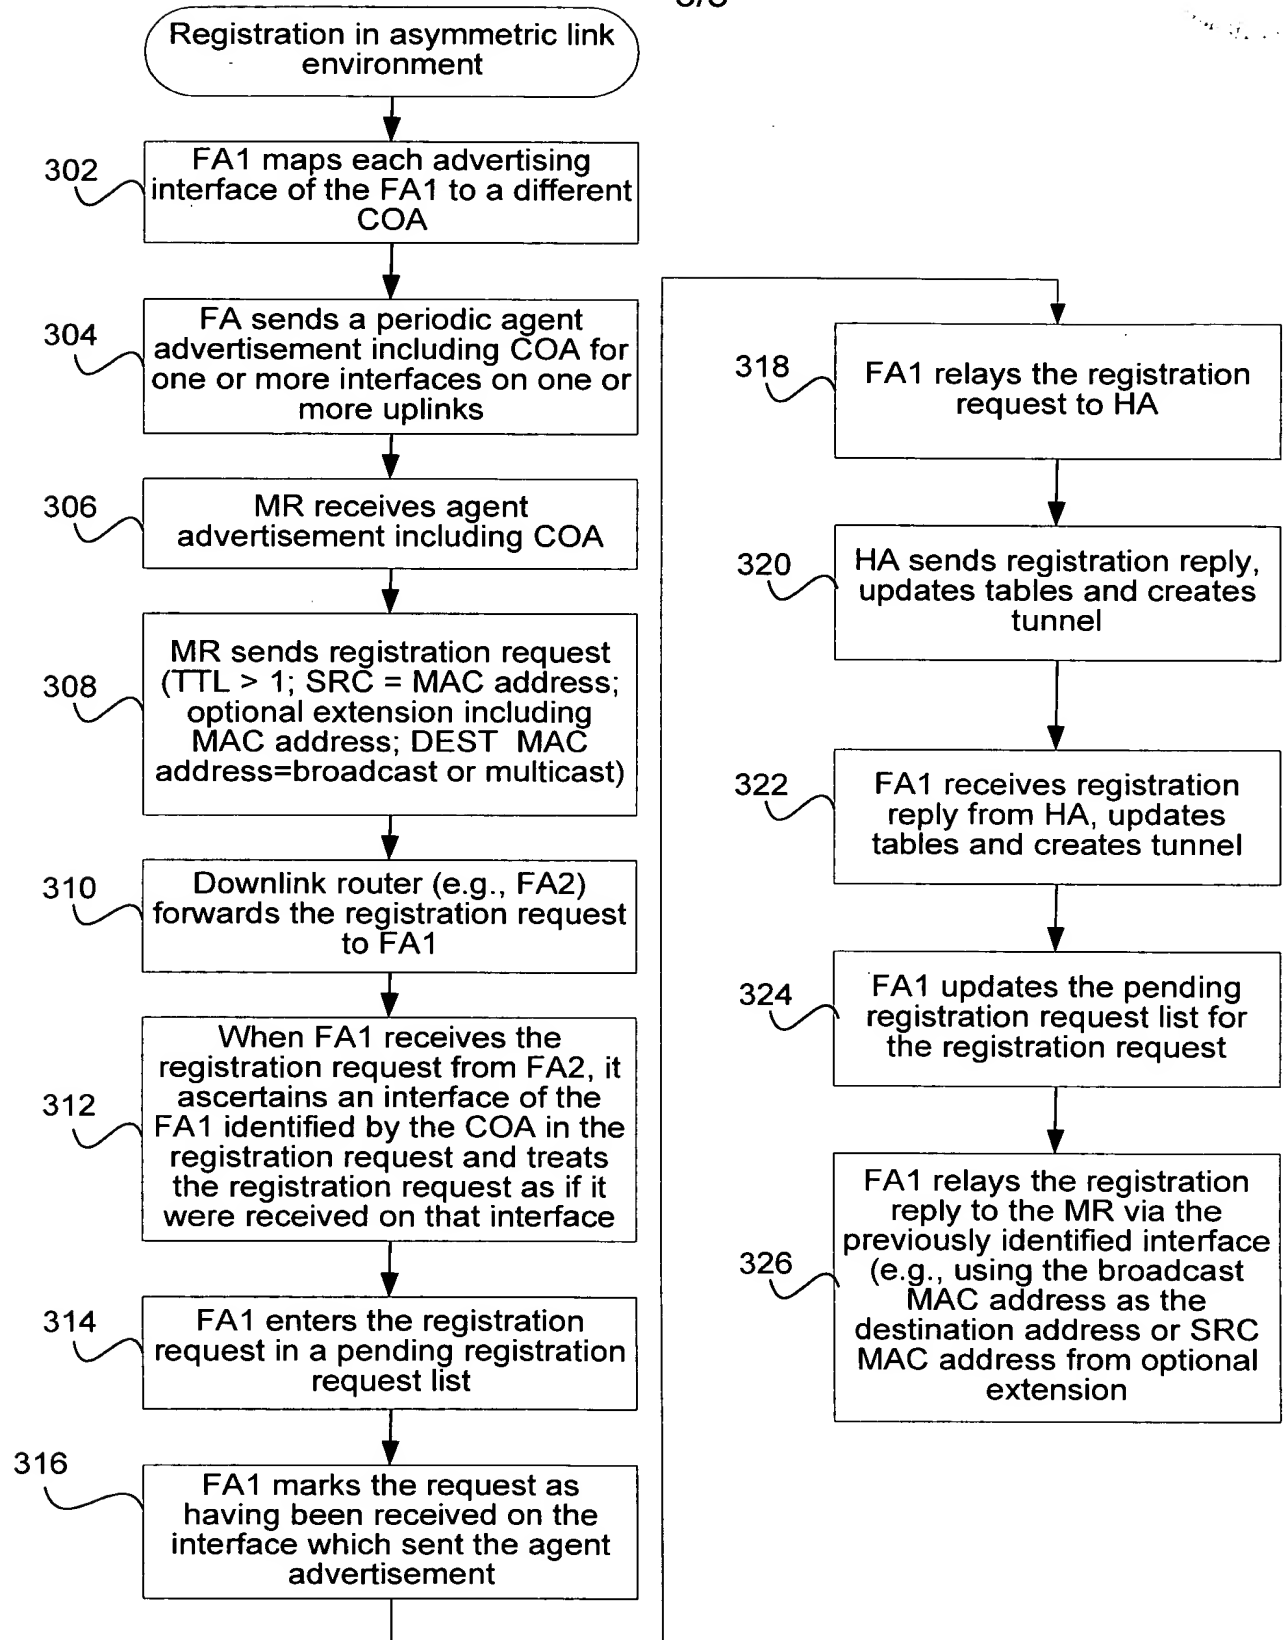 Registration in asymmetric link
environment
302
FA1 maps each advertising
interface of the FA1 to a different
COA
304
FA sends a periodic agent
advertisement including COA for
one or more interfaces on one or
more uplinks
306
MR receives agent
advertisement including COA
308
MR sends registration request
(TTL > 1; SRC = MAC address;
optional extension including
MAC address; DEST MAC
address=broadcast or multicast)
310
Downlink router (e.g., FA2)
forwards the registration request
to FA1
312
When FA1 receives the
registration request from FA2, it
ascertains an interface of the
FA1 identified by the COA in the
registration request and treats
the registration request as if it
were received on that interface
314
FA1 enters the registration
request in a pending registration
request list
316
FA1 marks the request as
having been received on the
interface which sent the agent
advertisement
318
FA1 relays the registration
request to HA
320
HA sends registration reply,
updates tables and creates
tunnel
322
FA1 receives registration
reply from HA, updates
tables and creates tunnel
324
FA1 updates the pending
registration request list for
the registration request
326
FA1 relays the registration
reply to the MR via the
previously identified interface
(e.g., using the broadcast
MAC address as the
destination address or SRC
MAC address from optional
extension